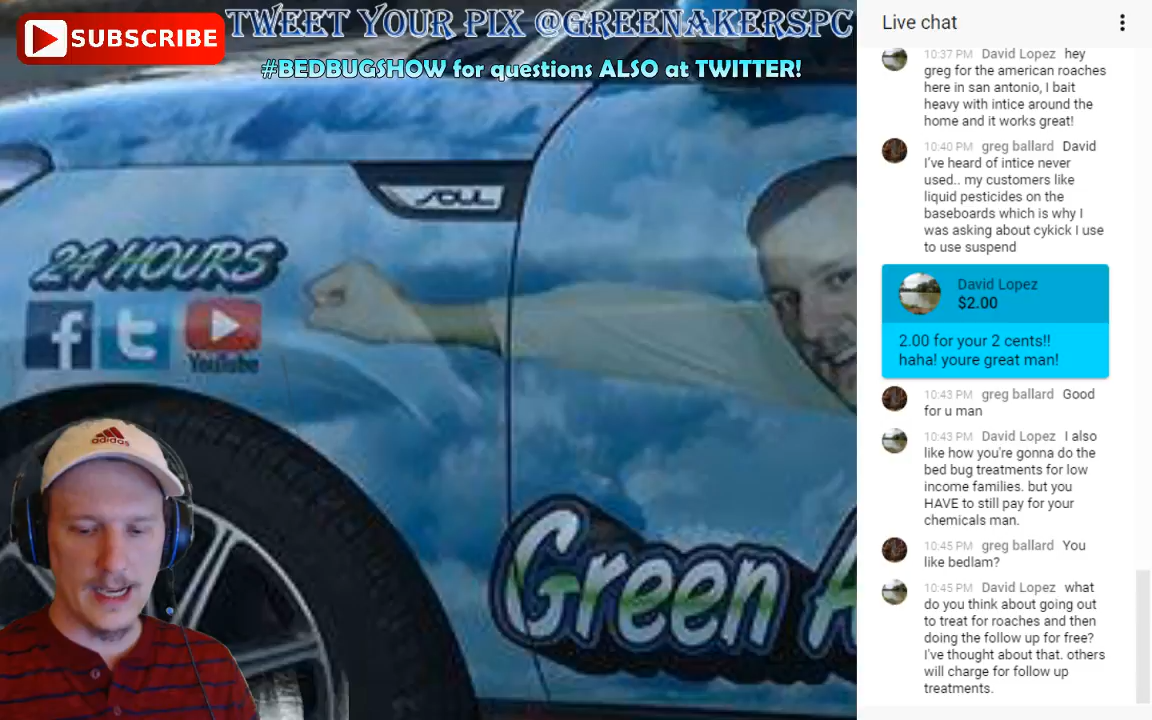 SUBSCRIBE
TWEET YOUR PIX @GREENAKERSPC
#BEDBUGSHOW for questions ALSO at TWITTER!
SOUL
24 HOURS
f t
YouTube
adidas
Green A
Live chat
10:37 PM David Lopez hey
greg for the american roaches
here in san antonio, I bait
heavy with intice around the
home and it works great!
10:40 PM greg ballard David
I've heard of intice never
used.. my customers like
liquid pesticides on the
baseboards which is why I
was asking about cykick I use
to use suspend
David Lopez
$2.00
2.00 for your 2 cents!!
haha! youre great man!
10:43 PM greg ballard Good
for u man
10:43 PM David Lopez I also
like how you're gonna do the
bed bug treatments for low
income families. but you
HAVE to still pay for your
chemicals man.
10:45 PM greg ballard You
like bedlam?
10:45 PM David Lopez what
do you think about going out
to treat for roaches and then
doing the follow up for free?
I've thought about that. others
will charge for follow up
treatments.